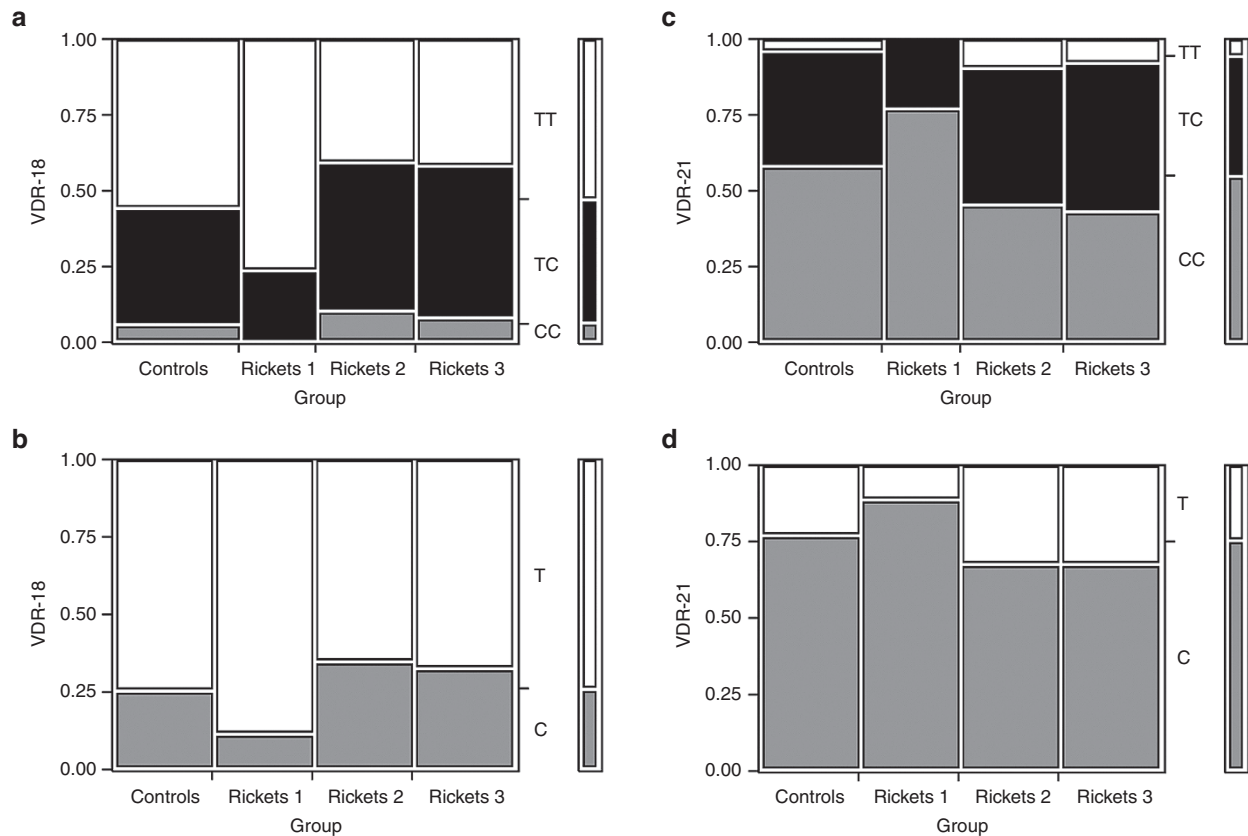 a
1.00
0.75
0.50
0.25
0.00
VDR-18
TT
TC
CC
Controls Rickets 1 Rickets 2 Rickets 3
Group
c
1.00
0.75
0.50
0.25
0.00
VDR-21
TT
TC
CC
Controls Rickets 1 Rickets 2 Rickets 3
Group
b
1.00
0.75
0.50
0.25
0.00
VDR-18
T
C
Controls Rickets 1 Rickets 2 Rickets 3
Group
d
1.00
0.75
0.50
0.25
0.00
VDR-21
T
C
Controls Rickets 1 Rickets 2 Rickets 3
Group